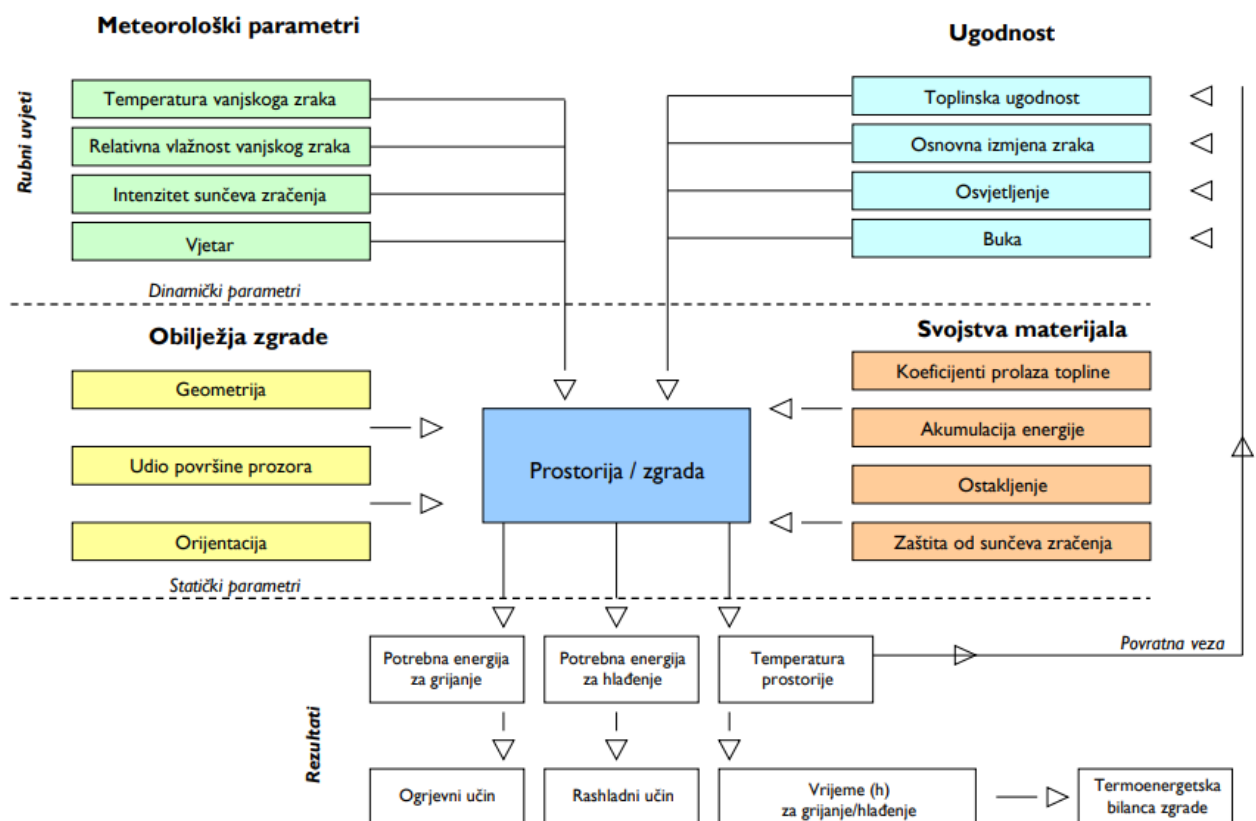 Meteorološki parametri
Ugodnost
Rubni uvjeti
Temperatura vanjskoga zraka
Relativna vlažnost vanjskog zraka
Intenzitet sunčeva zračenja
Vjetar
Toplinska ugodnost
Osnovna izmjena zraka
Osvjetljenje
Buka
Dinamički parametri
Obilježja zgrade
Svojstva materijala
Geometrija
Udio površine prozora
Orijentacija
Prostorija / zgrada
Koeficijenti prolaza topline
Akumulacija energije
Ostakljenje
Zaštita od sunčeva zračenja
Statički parametri
Povratna veza
Rezultati
Potrebna energija
za grijanje
Potrebna energija
za hlađenje
Temperatura
prostorije
Ogrjevni učin
Rashladni učin
Vrijeme (h)
za grijanje/hlađenje
Termoenergetska
bilanca zgrade